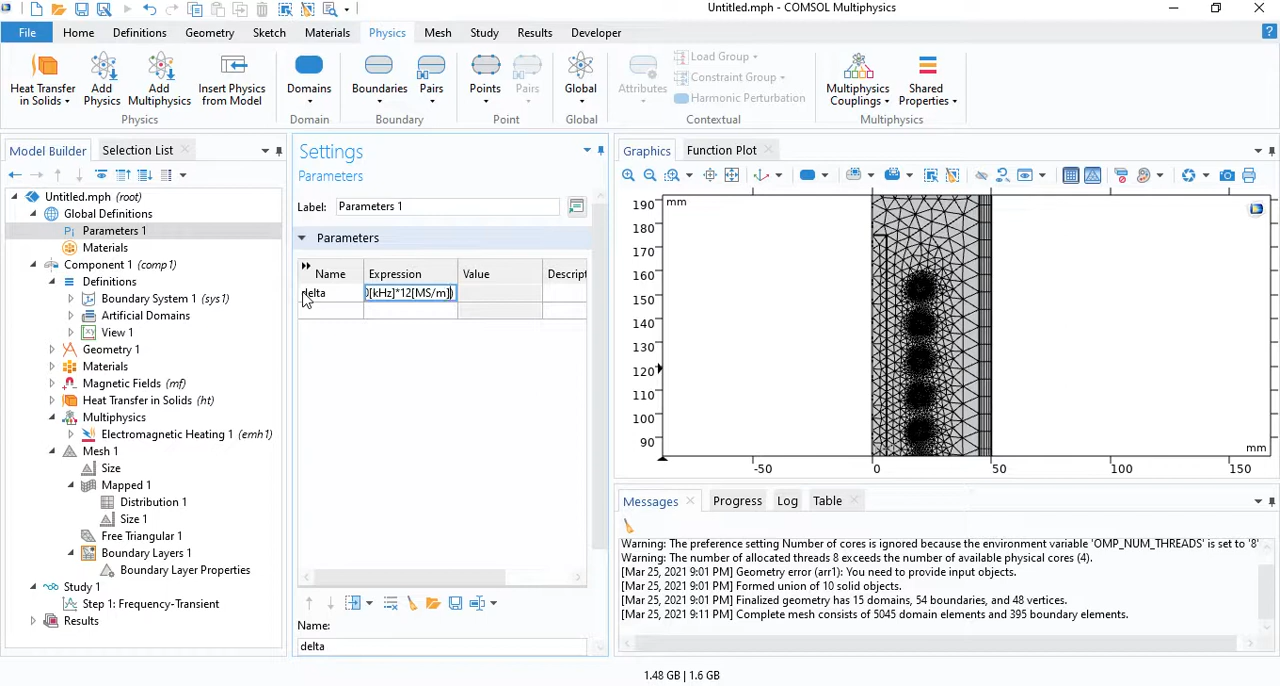 Untitled.mph - COMSOL Multiphysics
File Home Definitions Geometry Sketch Materials Physics Mesh Study Results Developer
Heat Transfer in Solids
Add Physics
Add Multiphysics
Insert Physics from Model
Domains
Boundaries
Pairs
Points
Pairs
Global
Attributes
Load Group
Constraint Group
Harmonic Perturbation
Multiphysics Couplings
Shared Properties
Physics Domain Boundary Point Global Contextual Multiphysics
Model Builder Selection List
Untitled.mph (root)
Global Definitions
Parameters 1
Materials
Component 1 (comp1)
Definitions
Boundary System 1 (sys1)
Artificial Domains
View 1
Geometry 1
Materials
Magnetic Fields (mf)
Heat Transfer in Solids (ht)
Multiphysics
Electromagnetic Heating 1 (emh1)
Mesh 1
Size
Mapped 1
Distribution 1
Size 1
Free Triangular 1
Boundary Layers 1
Boundary Layer Properties
Study 1
Step 1: Frequency-Transient
Results
Settings
Parameters
Label: Parameters 1
Parameters
Name Expression Value Descript
delta [kHz]*12[MS/m])
Name:
delta
Graphics Function Plot
mm
190
180
170
160
150
140
130
120
110
100
90
-50 0 50 100 150
mm
Messages Progress Log Table
Warning: The preference setting Number of cores is ignored because the environment variable 'OMP_NUM_THREADS' is set to '8'
Warning: The number of allocated threads 8 exceeds the number of available physical cores (4).
[Mar 25, 2021 9:01 PM] Geometry error (arr1): You need to provide input objects.
[Mar 25, 2021 9:01 PM] Formed union of 10 solid objects.
[Mar 25, 2021 9:01 PM] Finalized geometry has 15 domains, 54 boundaries, and 48 vertices.
[Mar 25, 2021 9:11 PM] Complete mesh consists of 5045 domain elements and 395 boundary elements.
1.48 GB | 1.6 GB